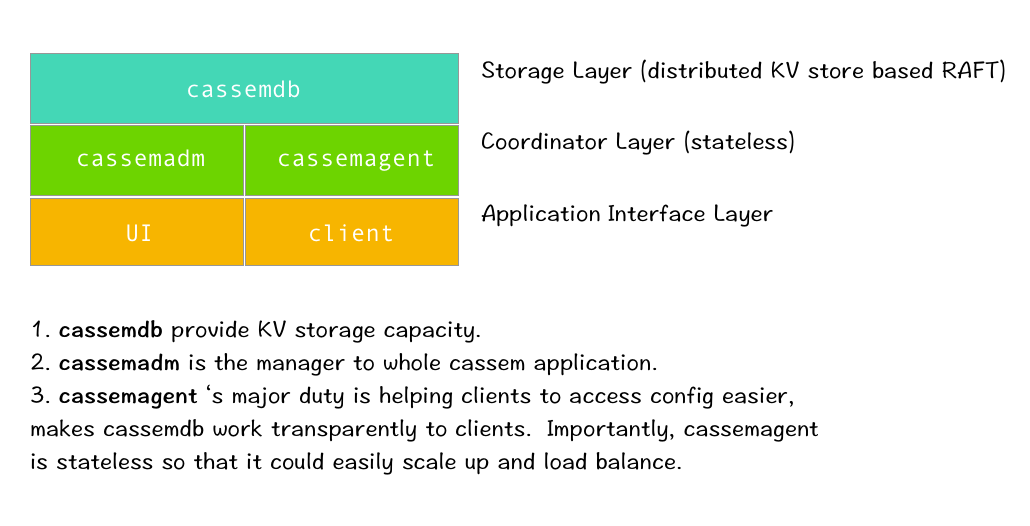 cassemdb
Storage Layer (distributed KV store based RAFT)
cassemadm
cassemagent
Coordinator Layer (stateless)
UI
client
Application Interface Layer
1. cassemdb provide KV storage capacity.
2. cassemadm is the manager to whole cassem application.
3. cassemagent ‘s major duty is helping clients to access config easier,
makes cassemdb work transparently to clients.  Importantly, cassemagent
is stateless so that it could easily scale up and load balance.